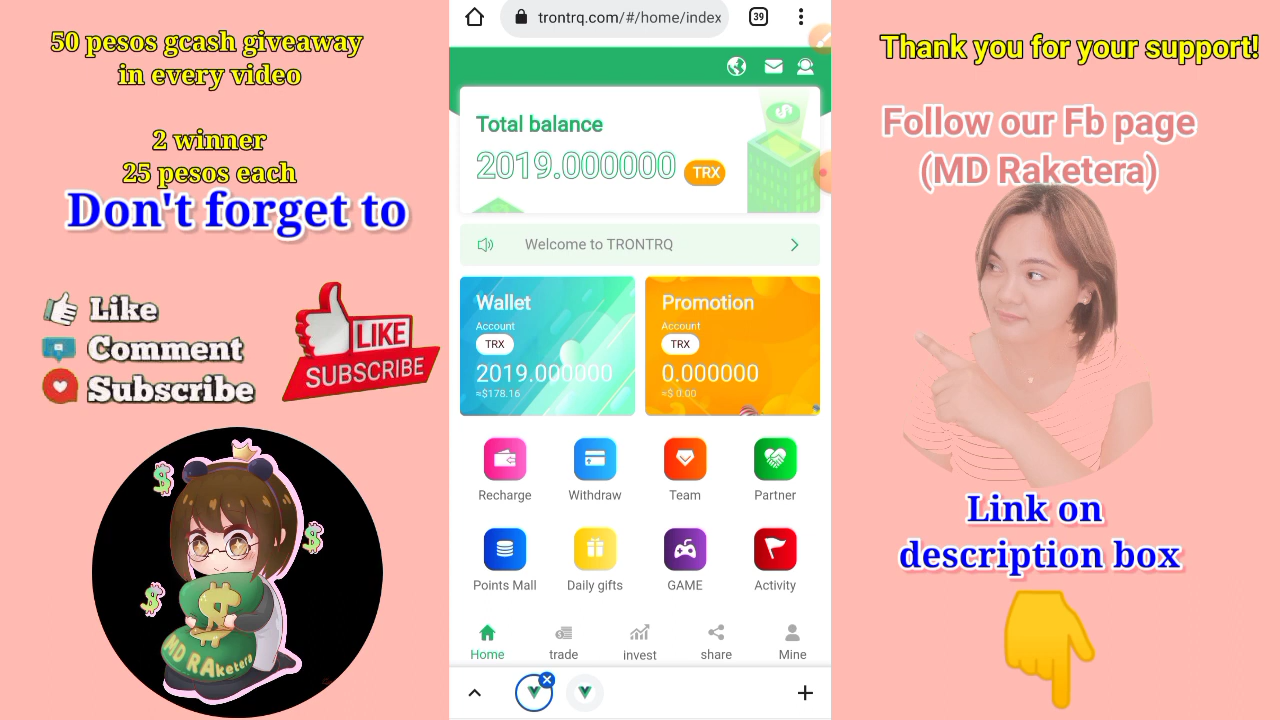 50 pesos gcash giveaway
in every video
2 winner
25 pesos each
Don't forget to
Like
Comment
Subscribe
LIKE
SUBSCRIBE
MD RAketera
trontrq.com/#/home/index
39
Total balance
2019.000000 TRX
Welcome to TRONTRQ
Wallet
Account
TRX
2019.000000
≈$178.16
Promotion
Account
TRX
0.000000
≈$ 0.00
Recharge
Withdraw
Team
Partner
Points Mall
Daily gifts
GAME
Activity
Home
trade
invest
share
Mine
Thank you for your support!
Follow our Fb page
(MD Raketera)
Link on
description box